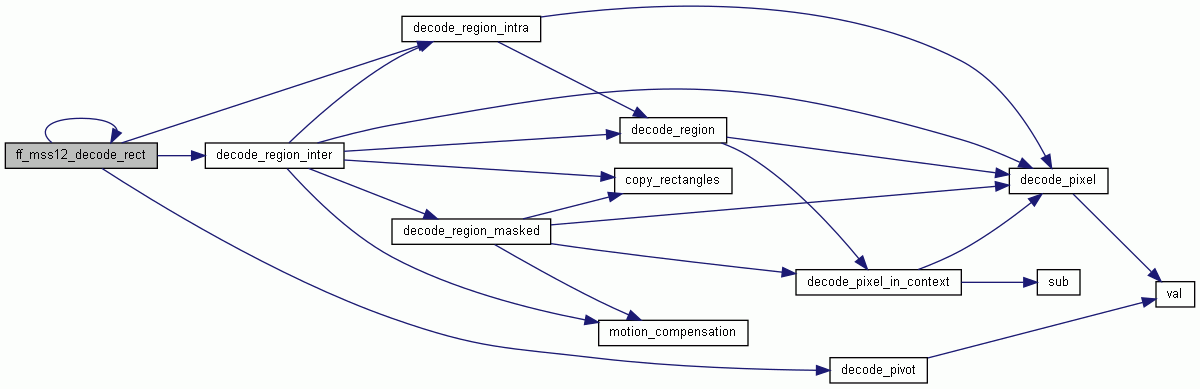 decode_region_intra
decode_region
ff_mss12_decode_rect
decode_region_inter
copy_rectangles
decode_pixel
decode_region_masked
decode_pixel_in_context
sub
val
motion_compensation
decode_pivot